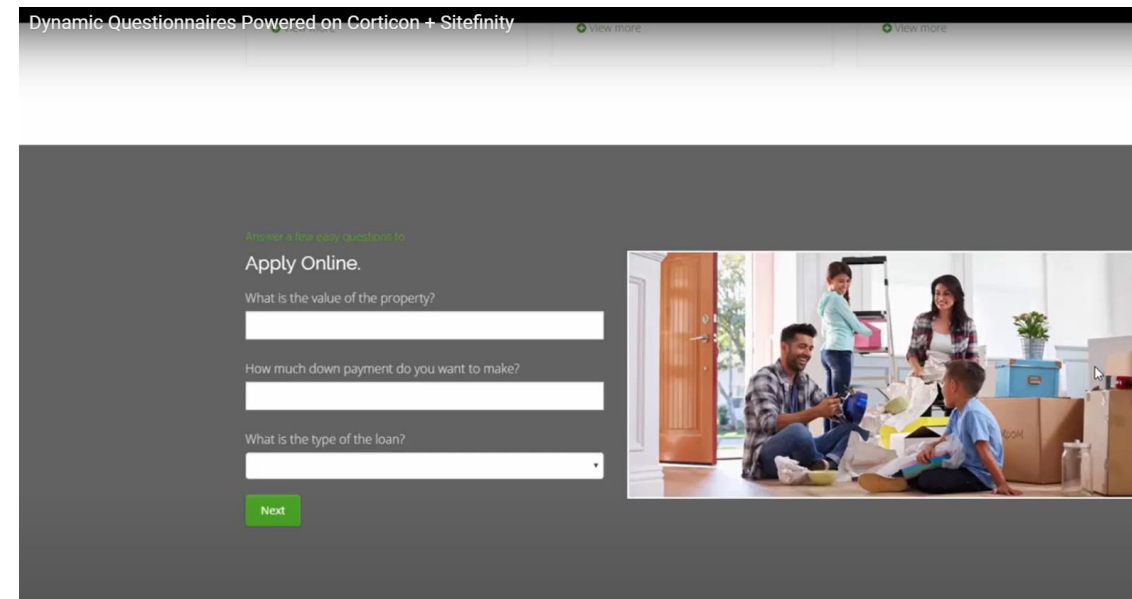 Dynamic Questionnaires Powered on Corticon + Sitefinity
View more
View more
View more
Answer a few easy questions to
Apply Online.
What is the value of the property?
How much down payment do you want to make?
What is the type of the loan?
Next